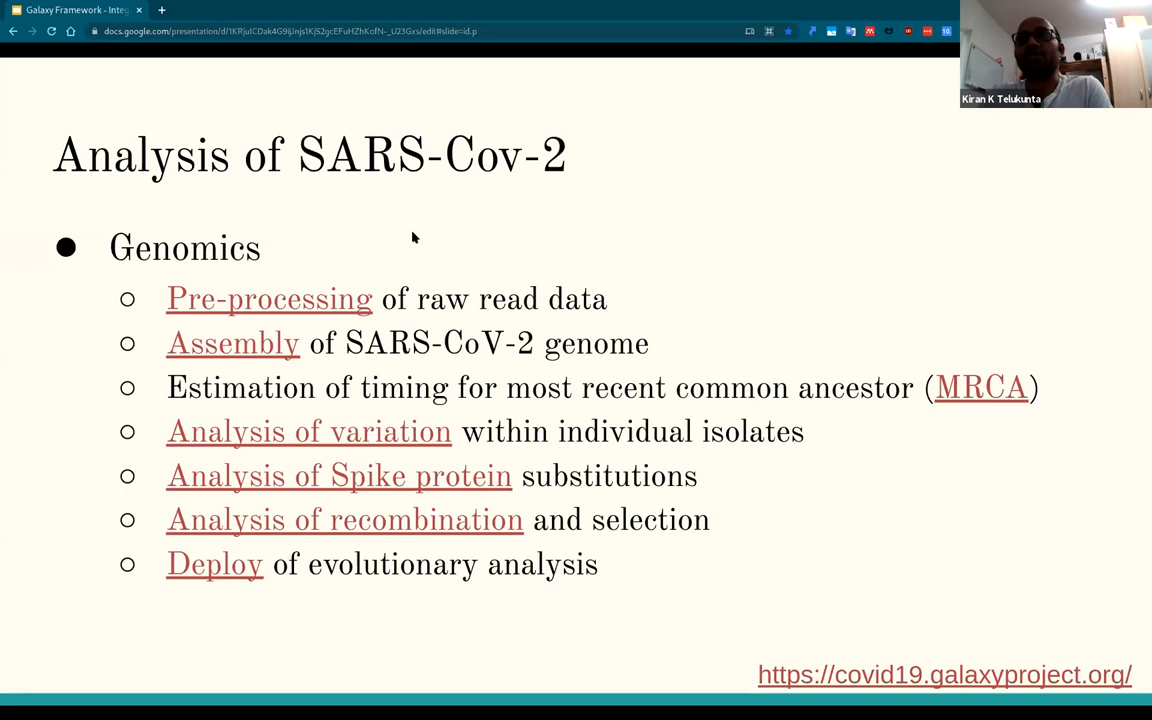 Galaxy Framework - Integ
docs.google.com/presentation/d/1KRjuICDak4G9ijJnjs1KjS2gcEFuHZhKofN-_U23Gxs/edit#slide=id.p
Kiran K Telukunta
Analysis of SARS-Cov-2
● Genomics
○ Pre-processing of raw read data
○ Assembly of SARS-CoV-2 genome
○ Estimation of timing for most recent common ancestor (MRCA)
○ Analysis of variation within individual isolates
○ Analysis of Spike protein substitutions
○ Analysis of recombination and selection
○ Deploy of evolutionary analysis
https://covid19.galaxyproject.org/